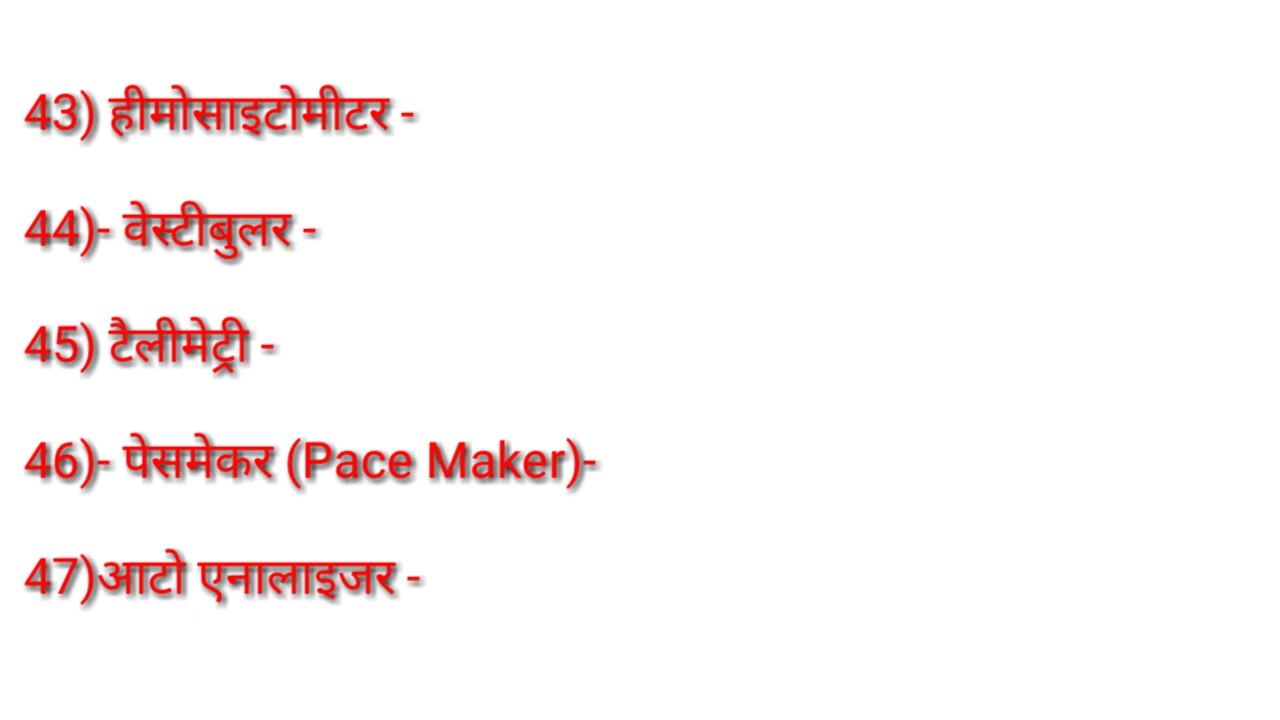 43) हीमोसाइटोमीटर -
44)- वेस्टीबुलर -
45) टैलीमेट्री -
46)- पेसमेकर (Pace Maker)-
47)आटो एनालाइजर -